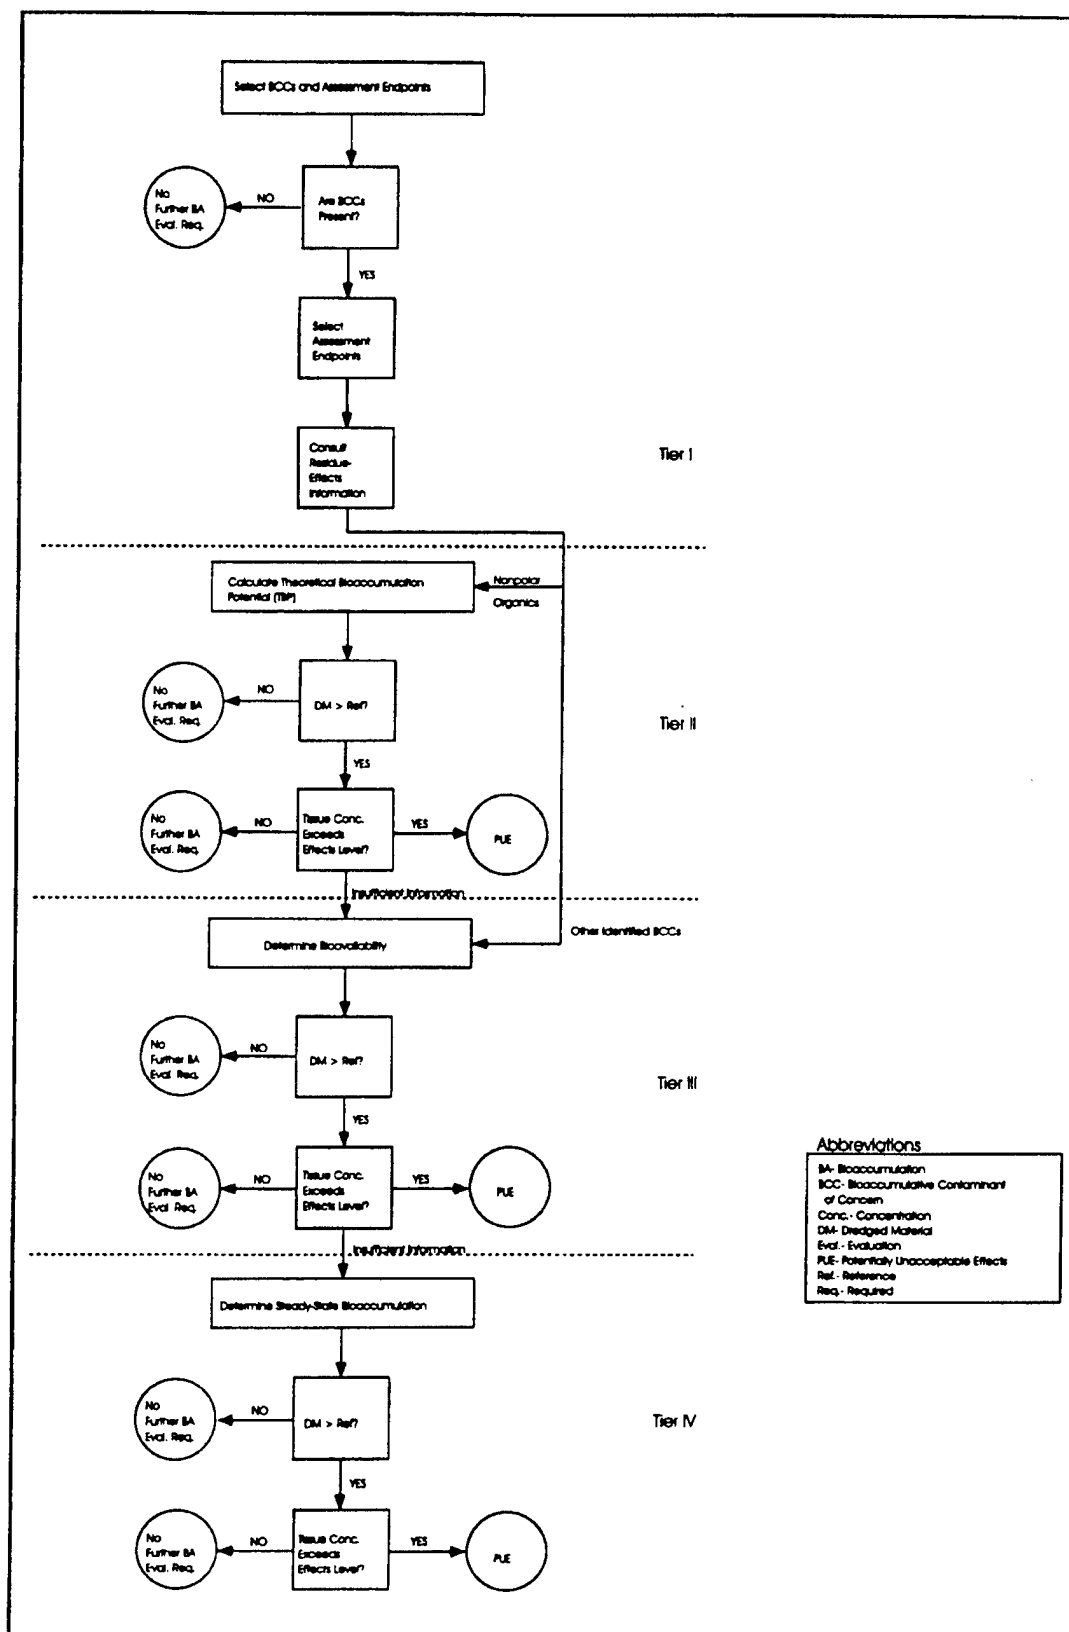 Select BCCs and Assessment Endpoints
No
Further BA
Eval. Req.
NO
Are BCCs
Present?
YES
Select
Assessment
Endpoints
Consult
Residue-
Effects
Information
Tier I
Calculate Theoretical Bioaccumulation
Potential (TBP)
Nonpolar
Organics
No
Further BA
Eval. Req.
NO
DM > Ref?
Tier II
YES
No
Further BA
Eval. Req.
NO
Tissue Conc.
Exceeds
Effects Level?
YES
PUE
Insufficient Information
Determine Bioavailability
Other Identified BCCs
No
Further BA
Eval. Req.
NO
DM > Ref?
Tier III
YES
No
Further BA
Eval. Req.
NO
Tissue Conc.
Exceeds
Effects Level?
YES
PUE
Insufficient Information
Determine Steady-State Bioaccumulation
No
Further BA
Eval. Req.
NO
DM > Ref?
Tier IV
YES
No
Further BA
Eval. Req.
NO
Tissue Conc.
Exceeds
Effects Level?
YES
PUE
Abbreviations
BA- Bioaccumulation
BCC- Bioaccumulative Contaminant
of Concern
Conc.- Concentration
DM- Dredged Material
Eval.- Evaluation
PUE- Potentially Unacceptable Effects
Ref.- Reference
Req.- Required